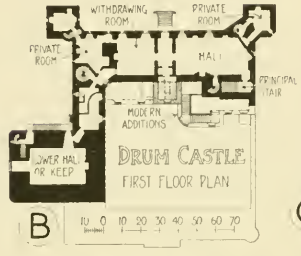 WITHDRAWING
ROOM
PRIVATE
ROOM
PRIVATE
ROOM
HALL
PRINCIPAL
STAIR
MODERN
ADDITIONS
LOWER HALL
OR KEEP
DRUM CASTLE
FIRST FLOOR PLAN
B
10 0 10 20 30 40 50 60 70